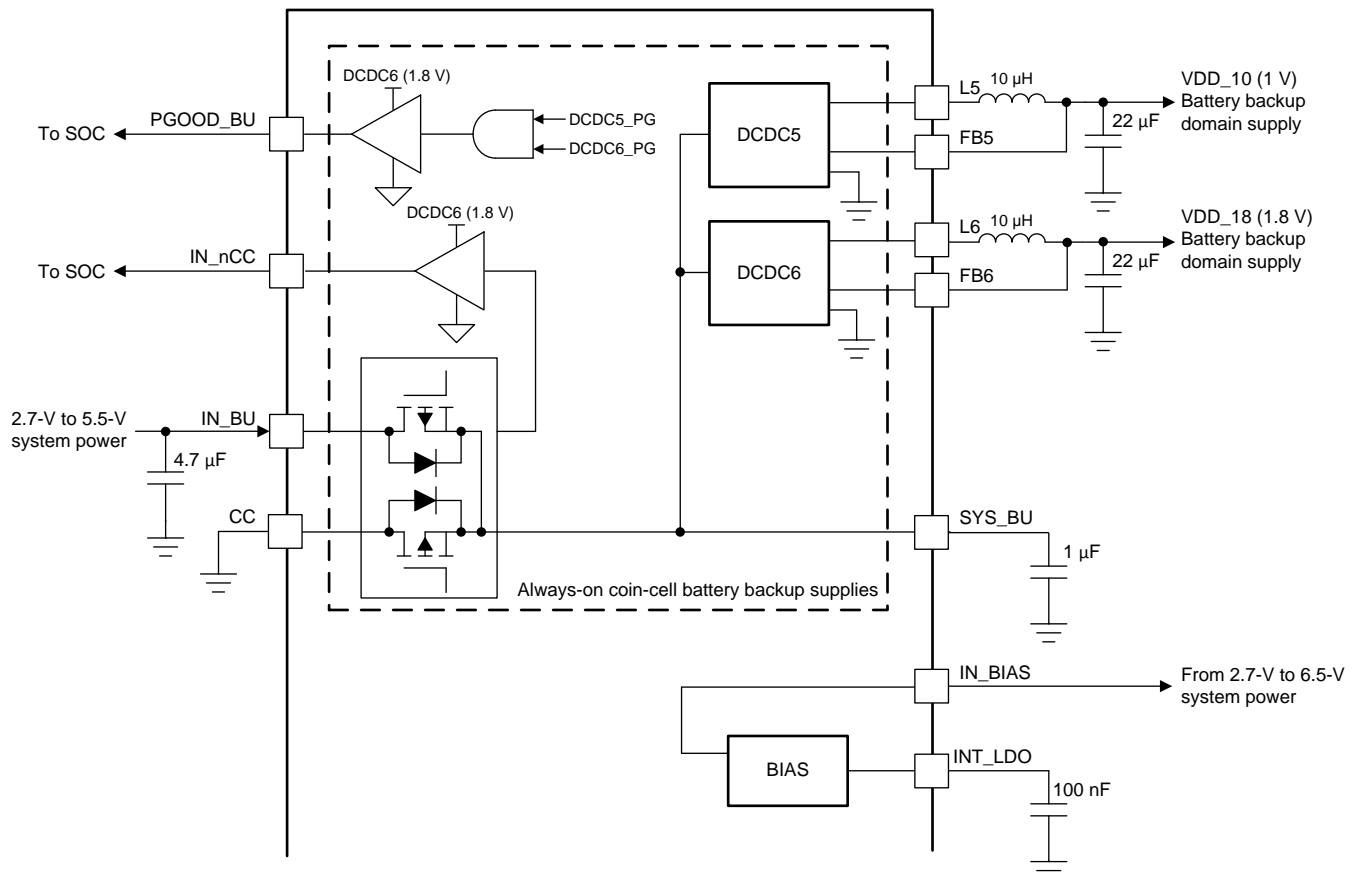 DCDC6 (1.8 V)
PGOOD_BU
To SOC
DCDC5_PG
DCDC6_PG
DCDC6 (1.8 V)
IN_nCC
To SOC
2.7-V to 5.5-V
system power
IN_BU
4.7 µF
CC
DCDC5
DCDC6
L5
10 µH
FB5
VDD_10 (1 V)
Battery backup
domain supply
22 µF
L6
10 µH
FB6
VDD_18 (1.8 V)
Battery backup
domain supply
22 µF
SYS_BU
1 µF
Always-on coin-cell battery backup supplies
IN_BIAS
From 2.7-V to 6.5-V
system power
BIAS
INT_LDO
100 nF